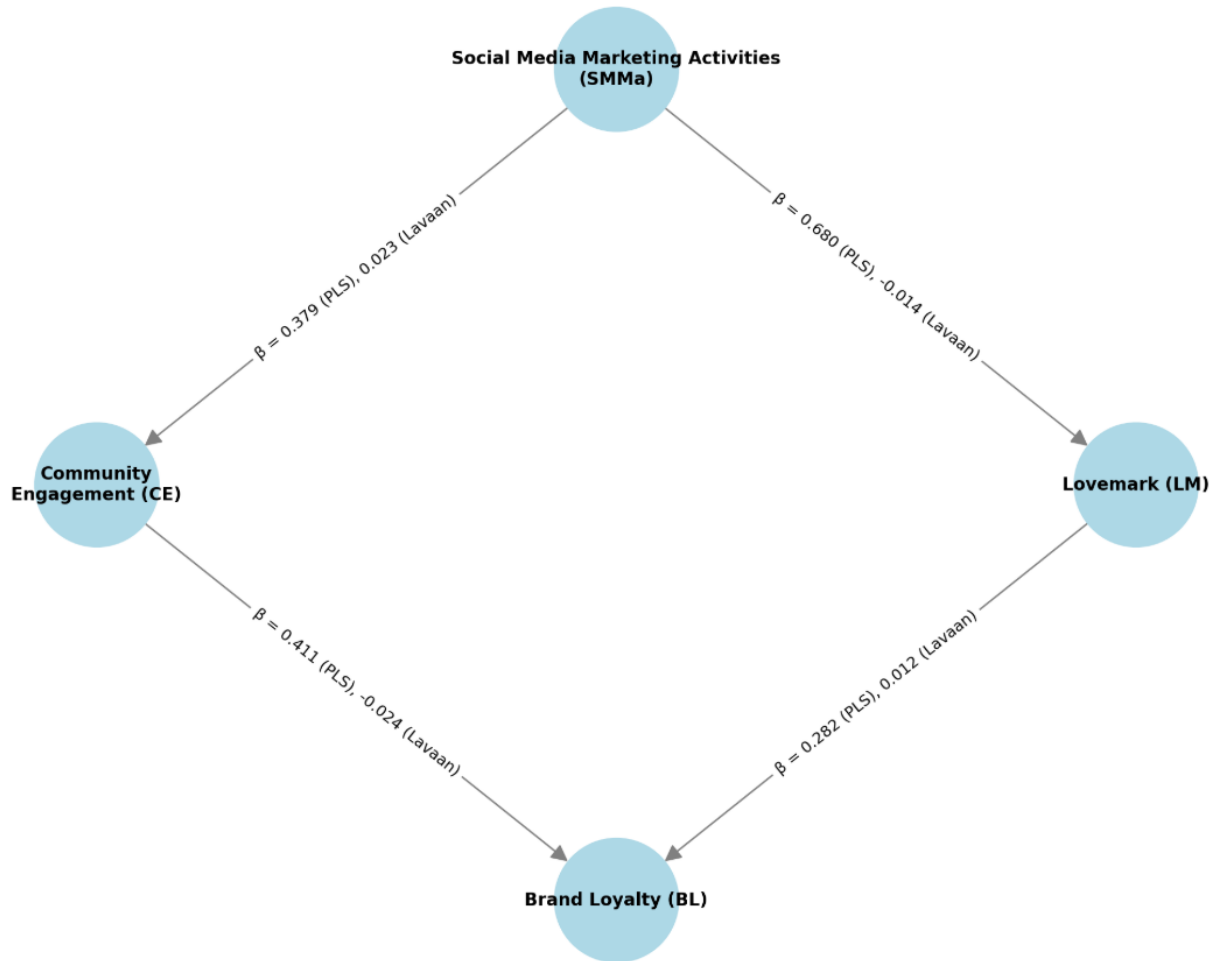 Social Media Marketing Activities
(SMMa)
β = 0.379 (PLS), 0.023 (Lavaan)
β = 0.680 (PLS), -0.014 (Lavaan)
Community
Engagement (CE)
Lovemark (LM)
β = 0.411 (PLS), -0.024 (Lavaan)
β = 0.282 (PLS), 0.012 (Lavaan)
Brand Loyalty (BL)